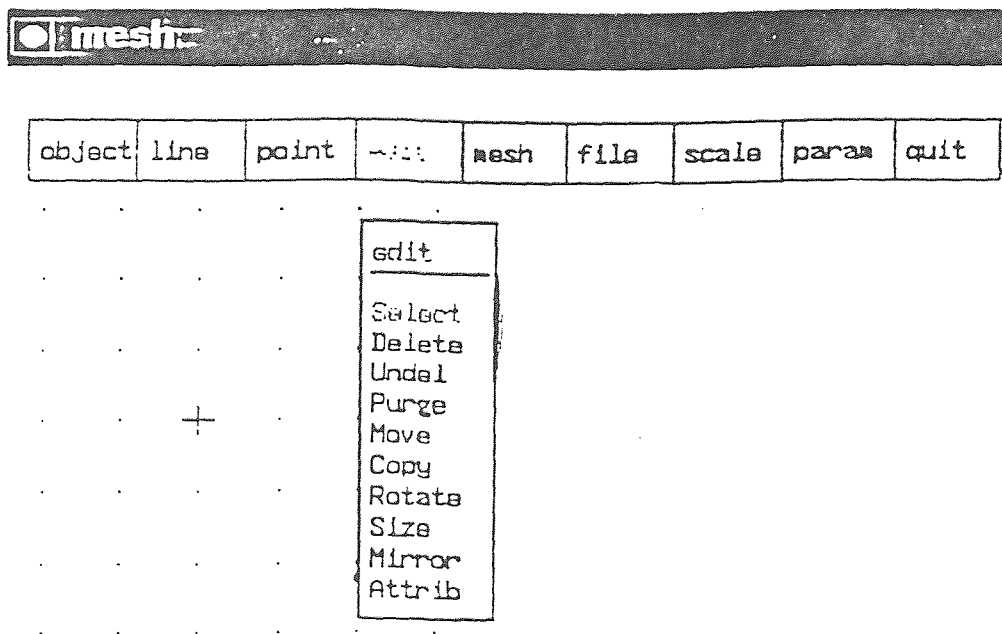 mesh
object line point mesh file scale param quit
edit
Select
Delete
Undel
Purge
Move
Copy
Rotate
Size
Mirror
Attrib